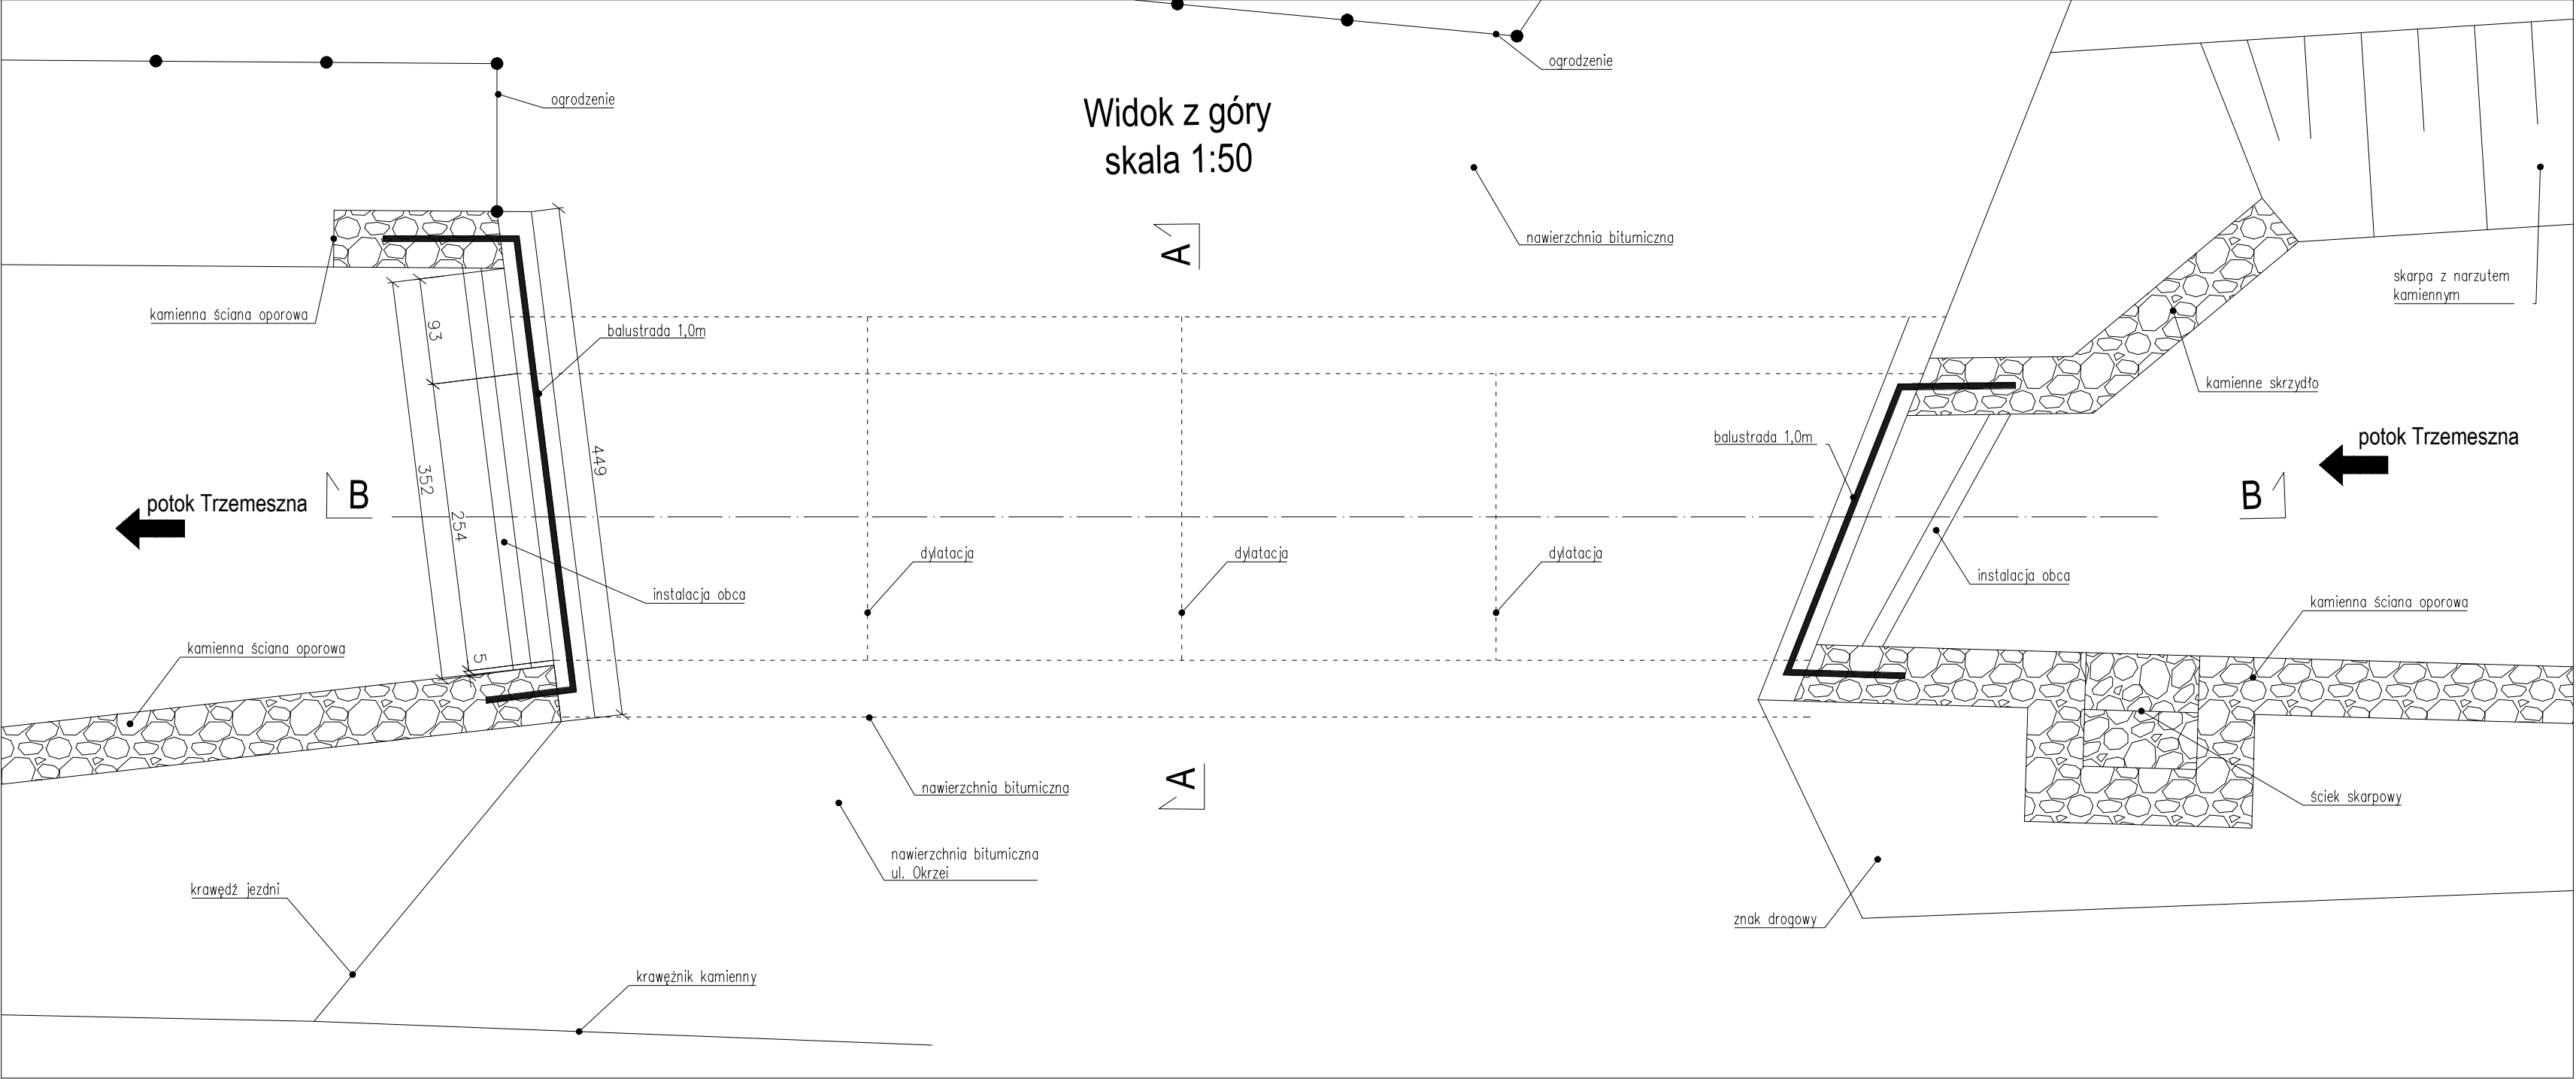 ogrodzenie
ogrodzenie
Widok z góry
skala 1:50
A
nawierzchnia bitumiczna
skarpa z narzutem
kamiennym
kamienna ściana oporowa
93
balustrada 1,0m
kamienne skrzydło
balustrada 1,0m
potok Trzemeszna
449
352
B
B
potok Trzemeszna
254
dylatacja
dylatacja
dylatacja
instalacja obca
instalacja obca
kamienna ściana oporowa
kamienna ściana oporowa
5
A
nawierzchnia bitumiczna
ściek skarpowy
nawierzchnia bitumiczna
ul. Okrzei
krawędź jezdni
znak drogowy
krawężnik kamienny